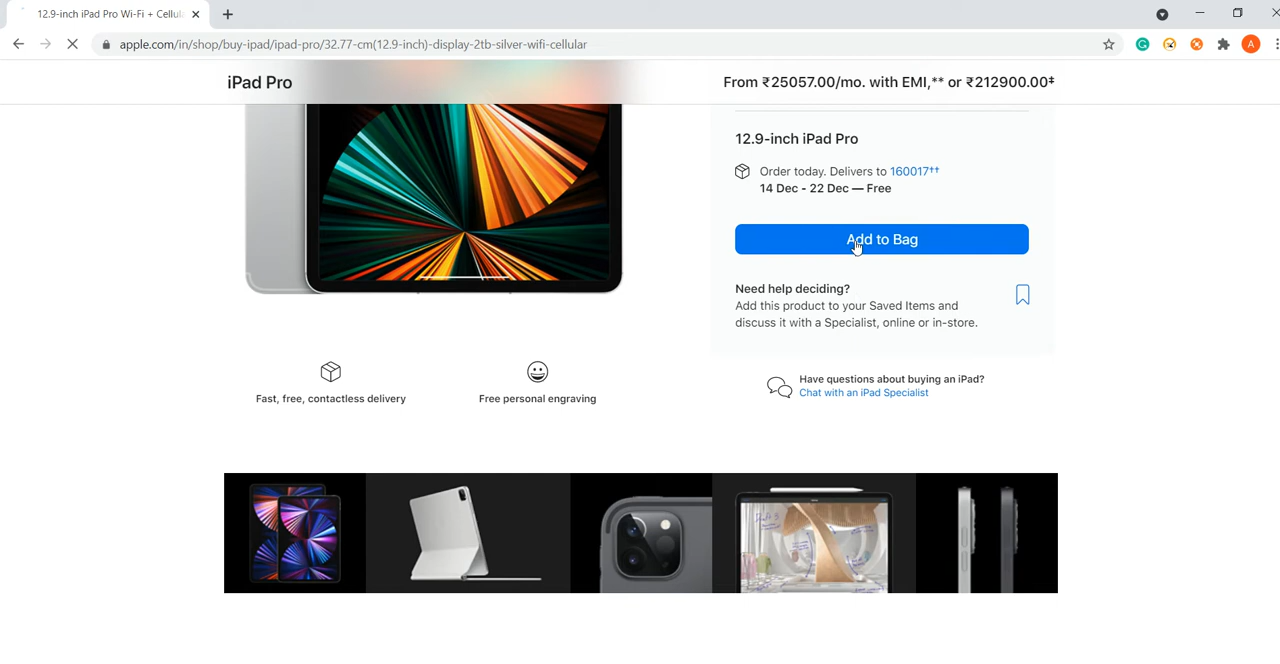 12.9-inch iPad Pro Wi-Fi + Cellula
apple.com/in/shop/buy-ipad/ipad-pro/32.77-cm(12.9-inch)-display-2tb-silver-wifi-cellular
A
iPad Pro
From ₹25057.00/mo. with EMI,** or ₹212900.00‡
12.9-inch iPad Pro
Order today. Delivers to 160017††
14 Dec - 22 Dec — Free
Add to Bag
Need help deciding?
Add this product to your Saved Items and
discuss it with a Specialist, online or in-store.
Fast, free, contactless delivery
Free personal engraving
Have questions about buying an iPad?
Chat with an iPad Specialist